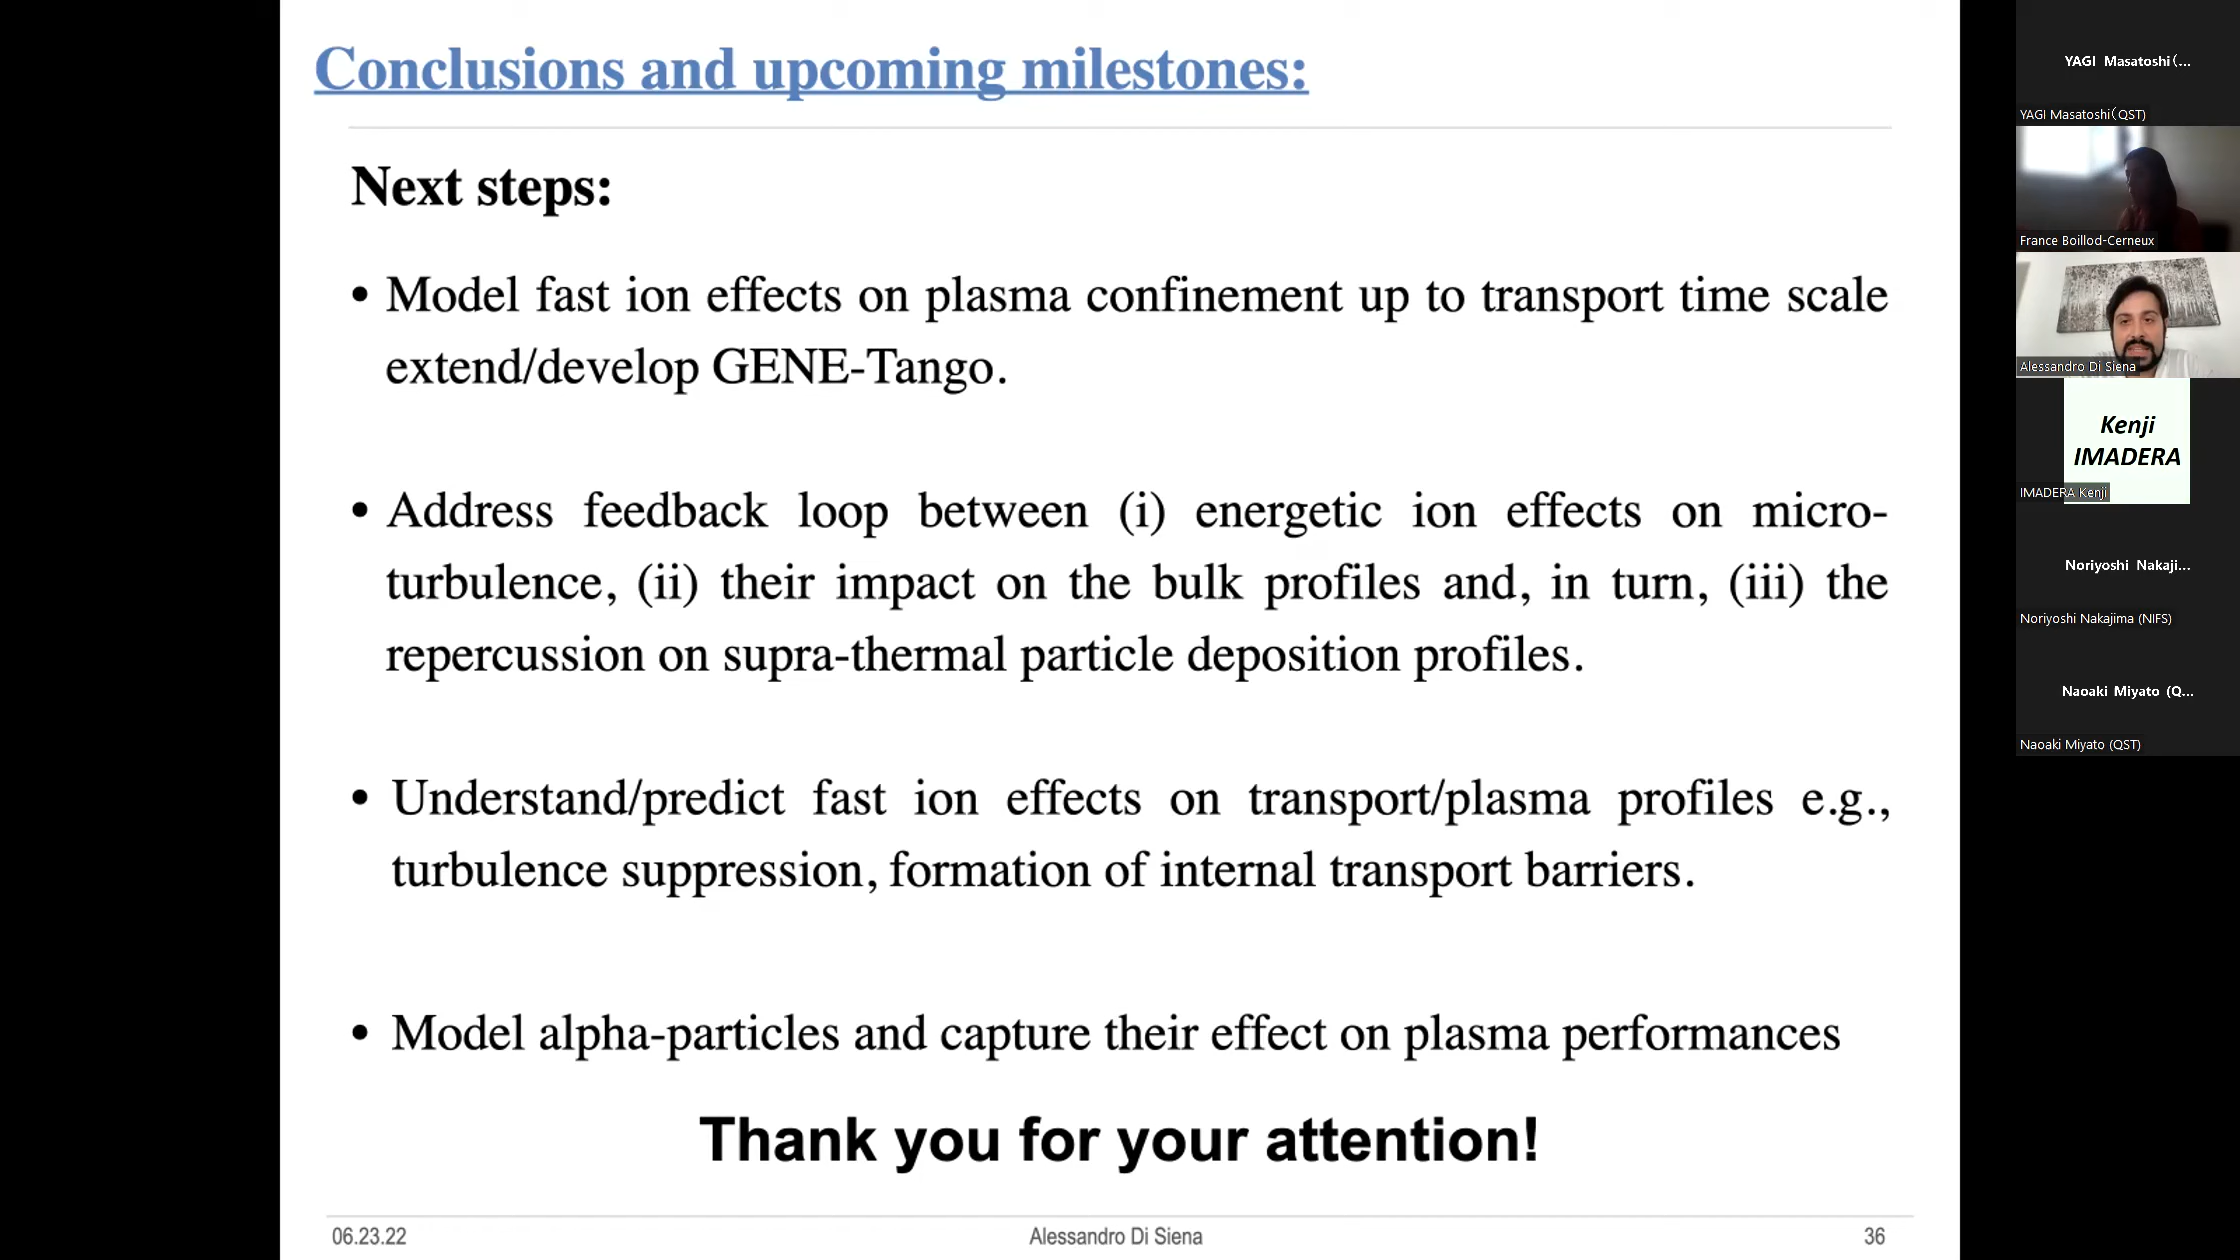 Conclusions and upcoming milestones:
Next steps:
• Model fast ion effects on plasma confinement up to transport time scale
extend/develop GENE-Tango.
• Address feedback loop between (i) energetic ion effects on micro-
turbulence, (ii) their impact on the bulk profiles and, in turn, (iii) the
repercussion on supra-thermal particle deposition profiles.
• Understand/predict fast ion effects on transport/plasma profiles e.g.,
turbulence suppression, formation of internal transport barriers.
• Model alpha-particles and capture their effect on plasma performances
Thank you for your attention!
06.23.22
Alessandro Di Siena
36
YAGI Masatoshi(...
YAGI Masatoshi(QST)
France Boillod-Cerneux
Alessandro Di Siena
Kenji
IMADERA
IMADERA Kenji
Noriyoshi Nakaji...
Noriyoshi Nakajima (NIFS)
Naoaki Miyato (Q...
Naoaki Miyato (QST)